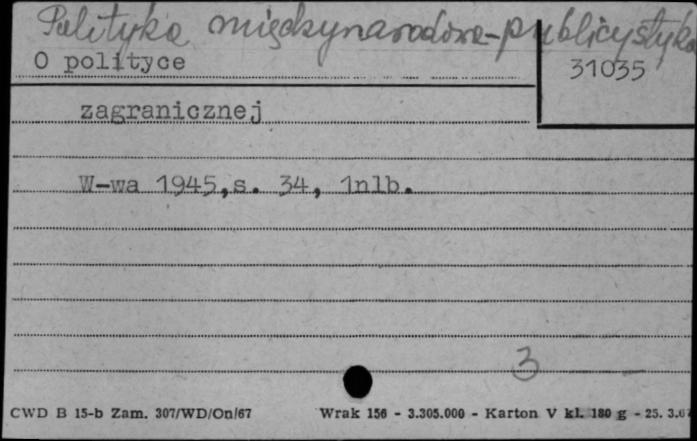 Polityka międzynarodowa-publicystyka
O polityce
31035
zagranicznej
W-wa 1945,s. 34, 1nlb.
3
CWD B 15-b Zam. 307/WD/On/67 Wrak 156 - 3.305.000 - Karton V kl. 180 g - 25. 3.67